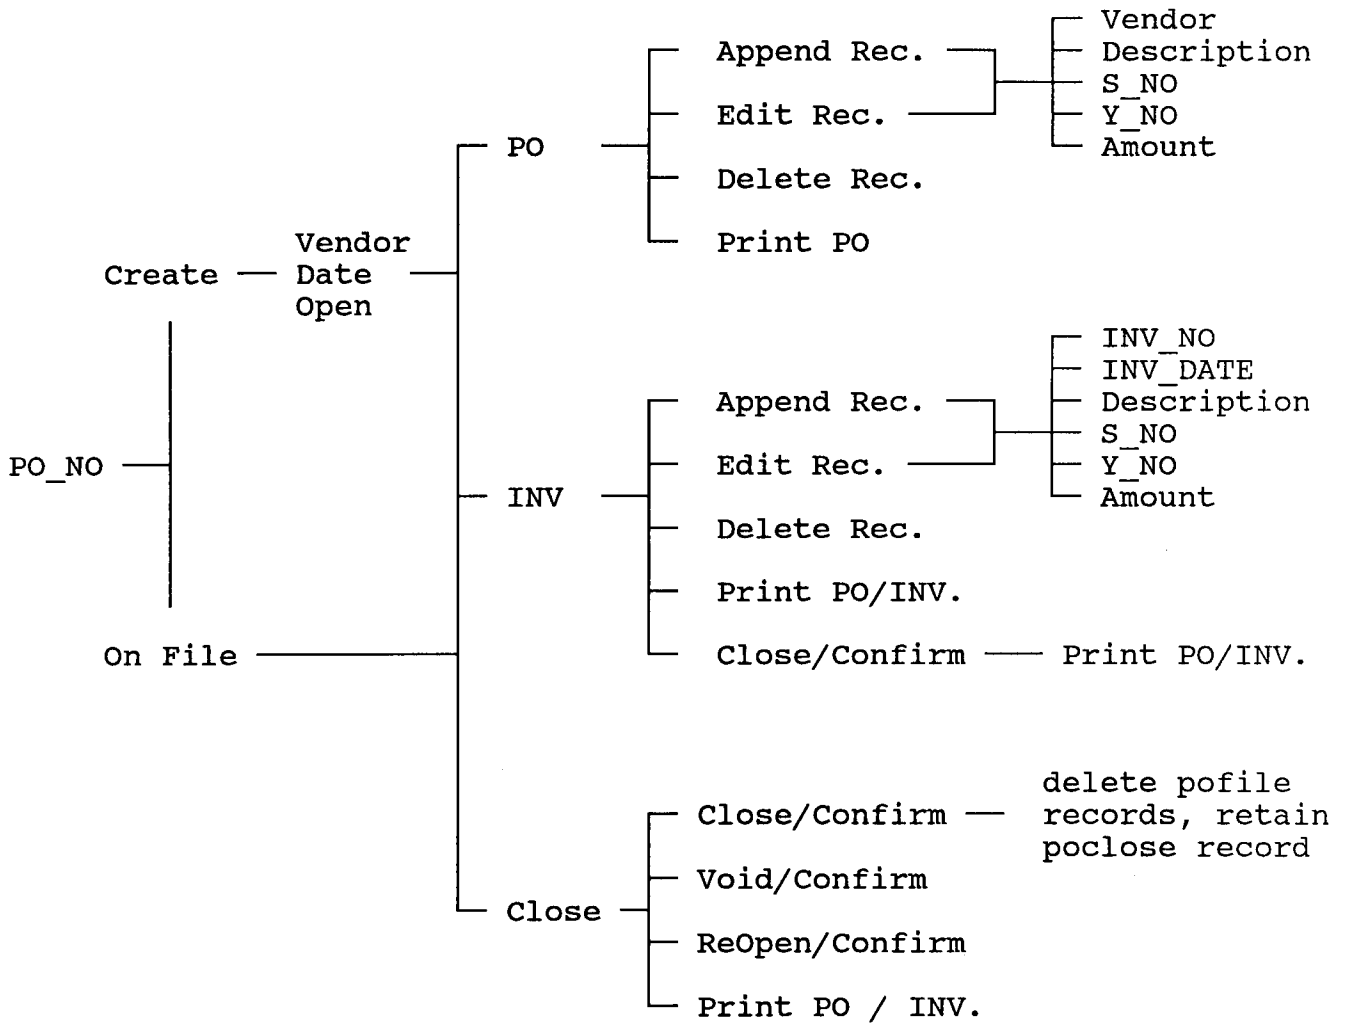 Vendor
Append Rec. Description
S_NO
Edit Rec. Y_NO
PO Amount
Delete Rec.
Print PO
Vendor
Create Date
Open
INV_NO
INV_DATE
Append Rec. Description
S_NO
PO_NO Edit Rec. Y_NO
INV Amount
Delete Rec.
Print PO/INV.
On File Close/Confirm Print PO/INV.
delete pofile
Close/Confirm records, retain
poclose record
Void/Confirm
Close
ReOpen/Confirm
Print PO / INV.